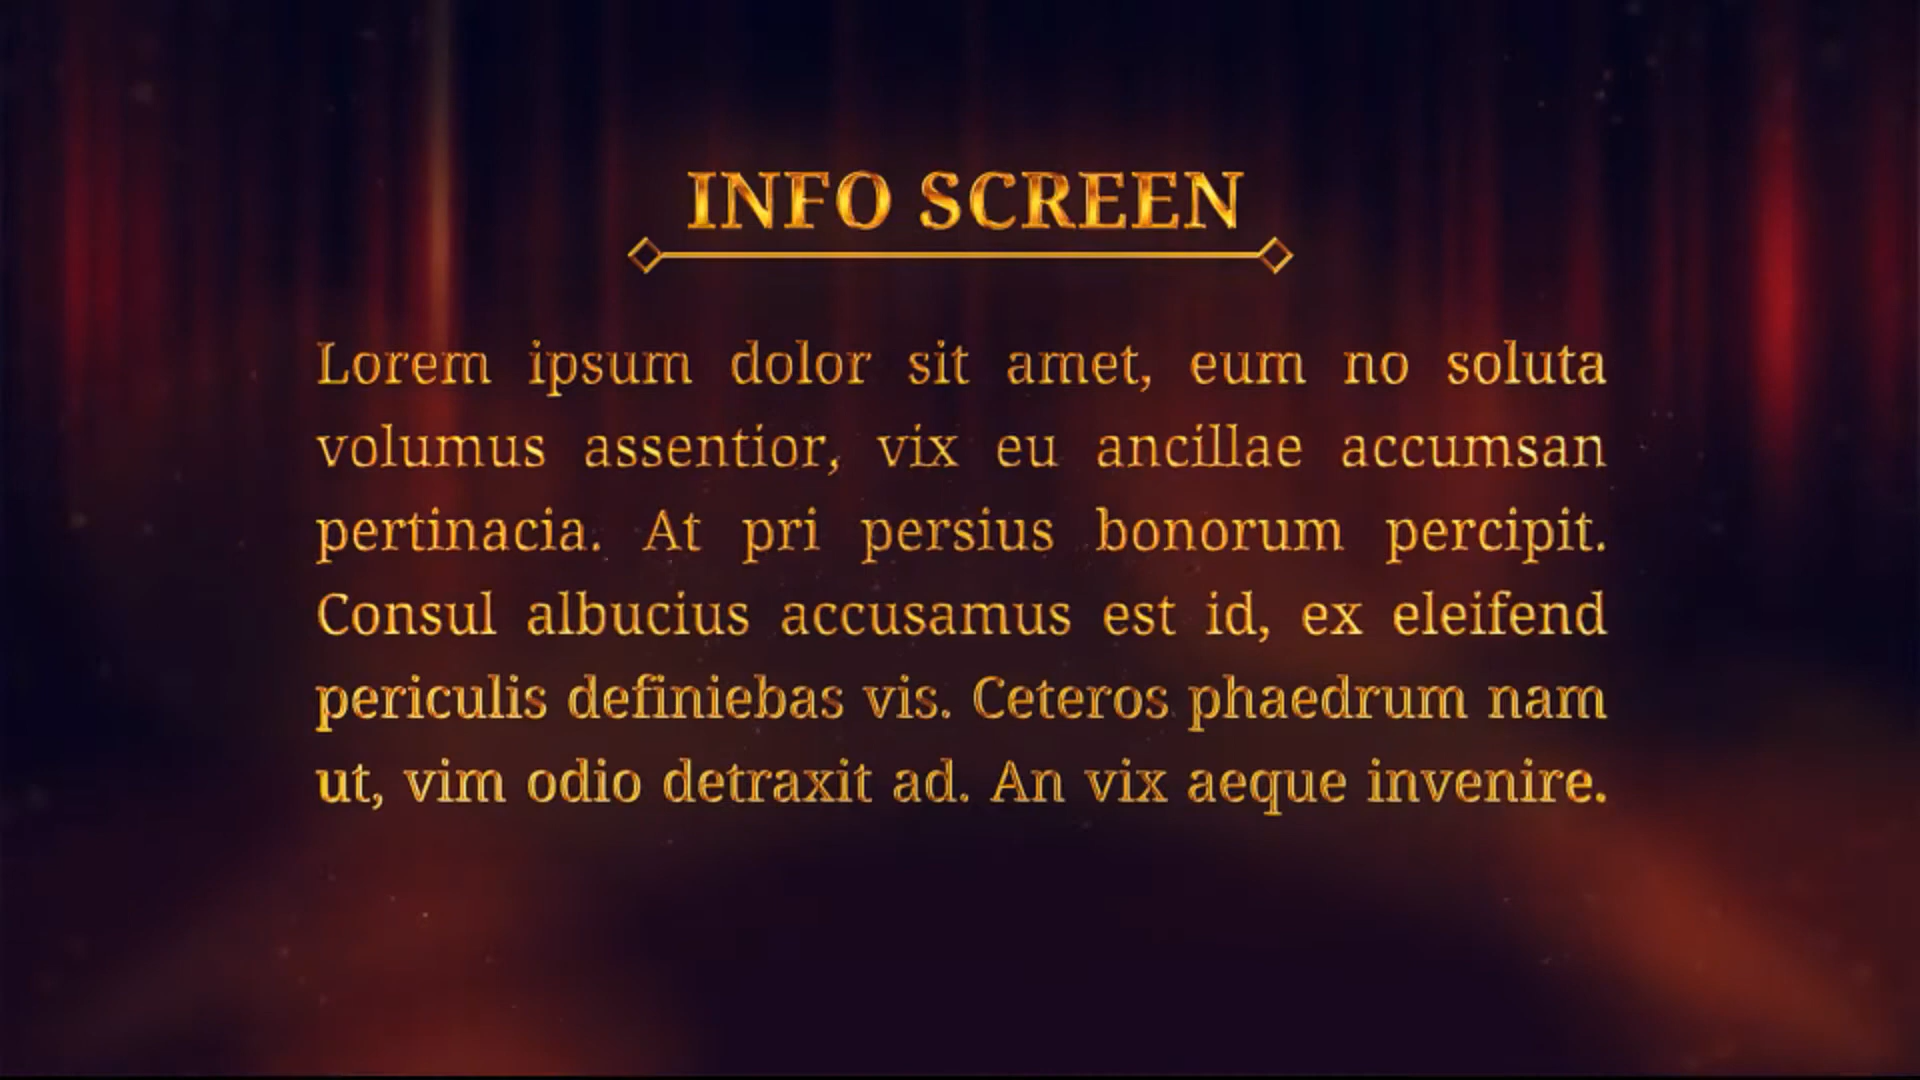 INFO SCREEN
Lorem ipsum dolor sit amet, eum no soluta
volumus assentior, vix eu ancillae accumsan
pertinacia. At pri persius bonorum percipit.
Consul albucius accusamus est id, ex eleifend
periculis definiebas vis. Ceteros phaedrum nam
ut, vim odio detraxit ad. An vix aeque invenire.